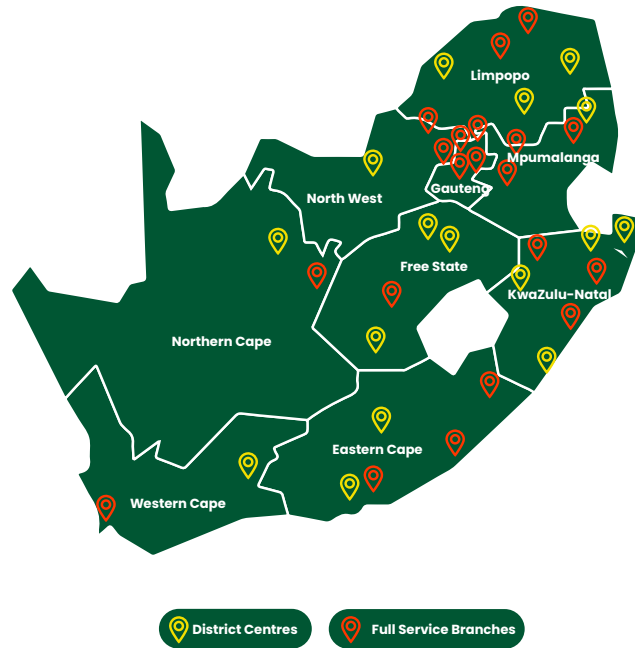 Limpopo
Mpumalanga
Gauteng
North West
Free State
KwaZulu-Natal
Northern Cape
Eastern Cape
Western Cape
District Centres
Full Service Branches